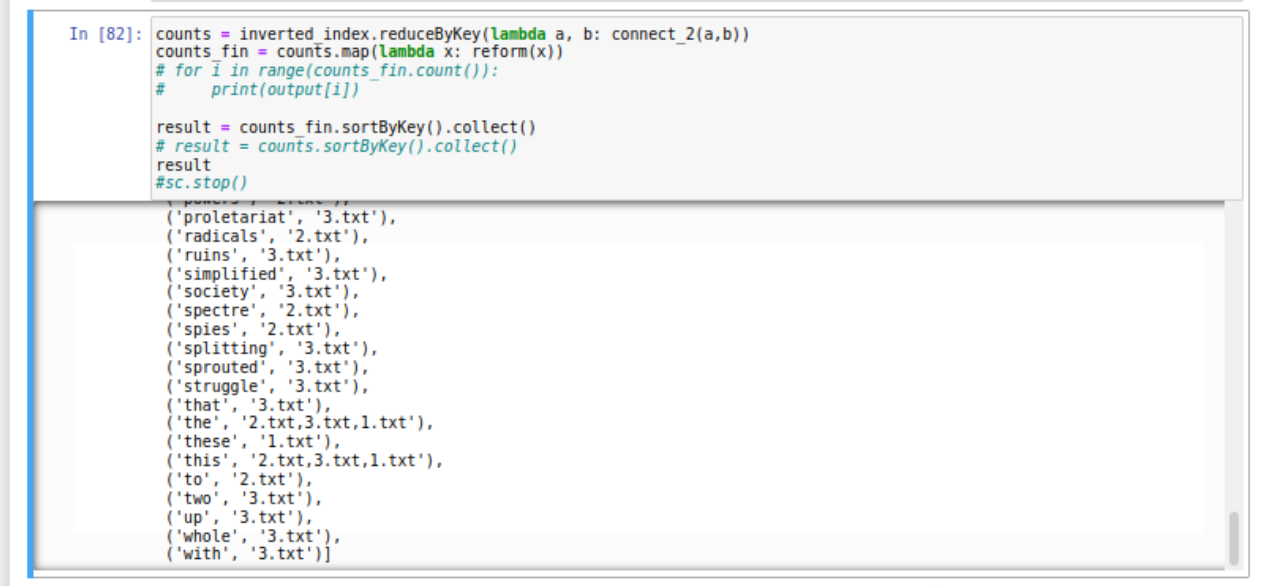 In [82]: counts = inverted_index.reduceByKey(lambda a, b: connect_2(a,b))
counts_fin = counts.map(lambda x: reform(x))
# for i in range(counts_fin.count()):
#     print(output[i])
result = counts_fin.sortByKey().collect()
# result = counts.sortByKey().collect()
result
#sc.stop()
('powers', '2.txt'),
('proletariat', '3.txt'),
('radicals', '2.txt'),
('ruins', '3.txt'),
('simplified', '3.txt'),
('society', '3.txt'),
('spectre', '2.txt'),
('spies', '2.txt'),
('splitting', '3.txt'),
('sprouted', '3.txt'),
('struggle', '3.txt'),
('that', '3.txt'),
('the', '2.txt,3.txt,1.txt'),
('these', '1.txt'),
('this', '2.txt,3.txt,1.txt'),
('to', '2.txt'),
('two', '3.txt'),
('up', '3.txt'),
('whole', '3.txt'),
('with', '3.txt')]